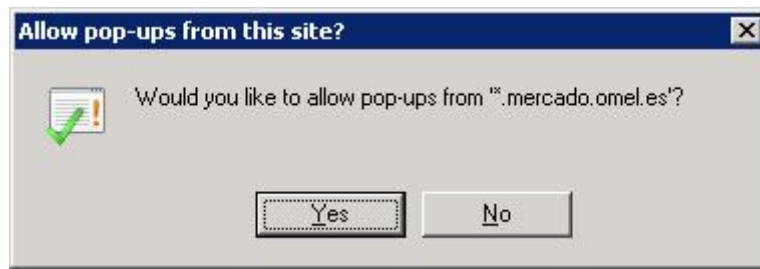 Allow pop-ups from this site?
Would you like to allow pop-ups from '*.mercado.omel.es'?
Yes
No